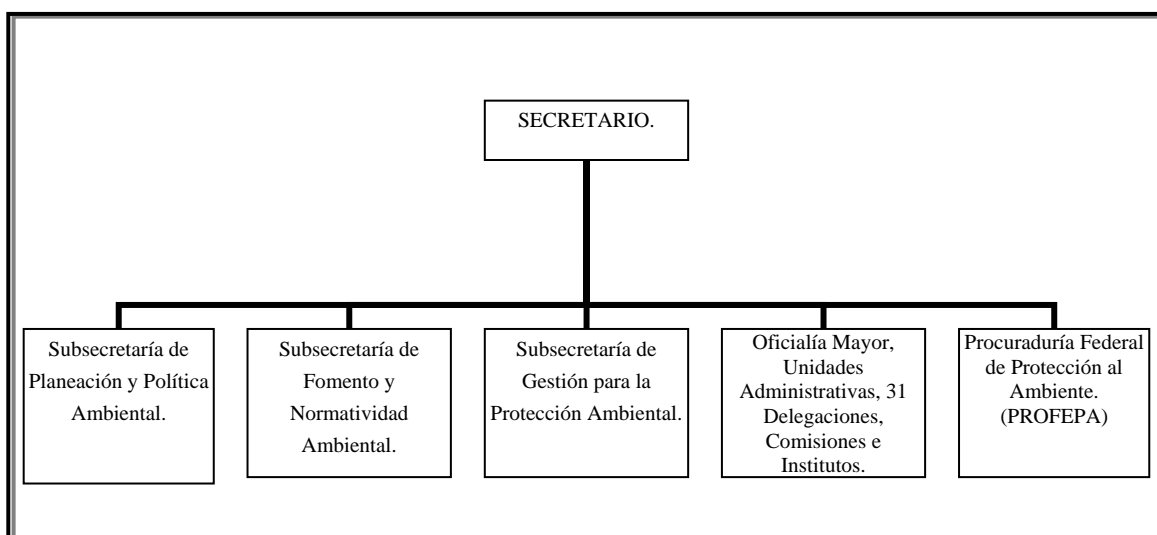 SECRETARIO.
Subsecretaría de
Planeación y Política
Ambiental.
Subsecretaría de
Fomento y
Normatividad
Ambiental.
Subsecretaría de
Gestión para la
Protección Ambiental.
Oficialía Mayor,
Unidades
Administrativas, 31
Delegaciones,
Comisiones e
Institutos.
Procuraduría Federal
de Protección al
Ambiente.
(PROFEPA)